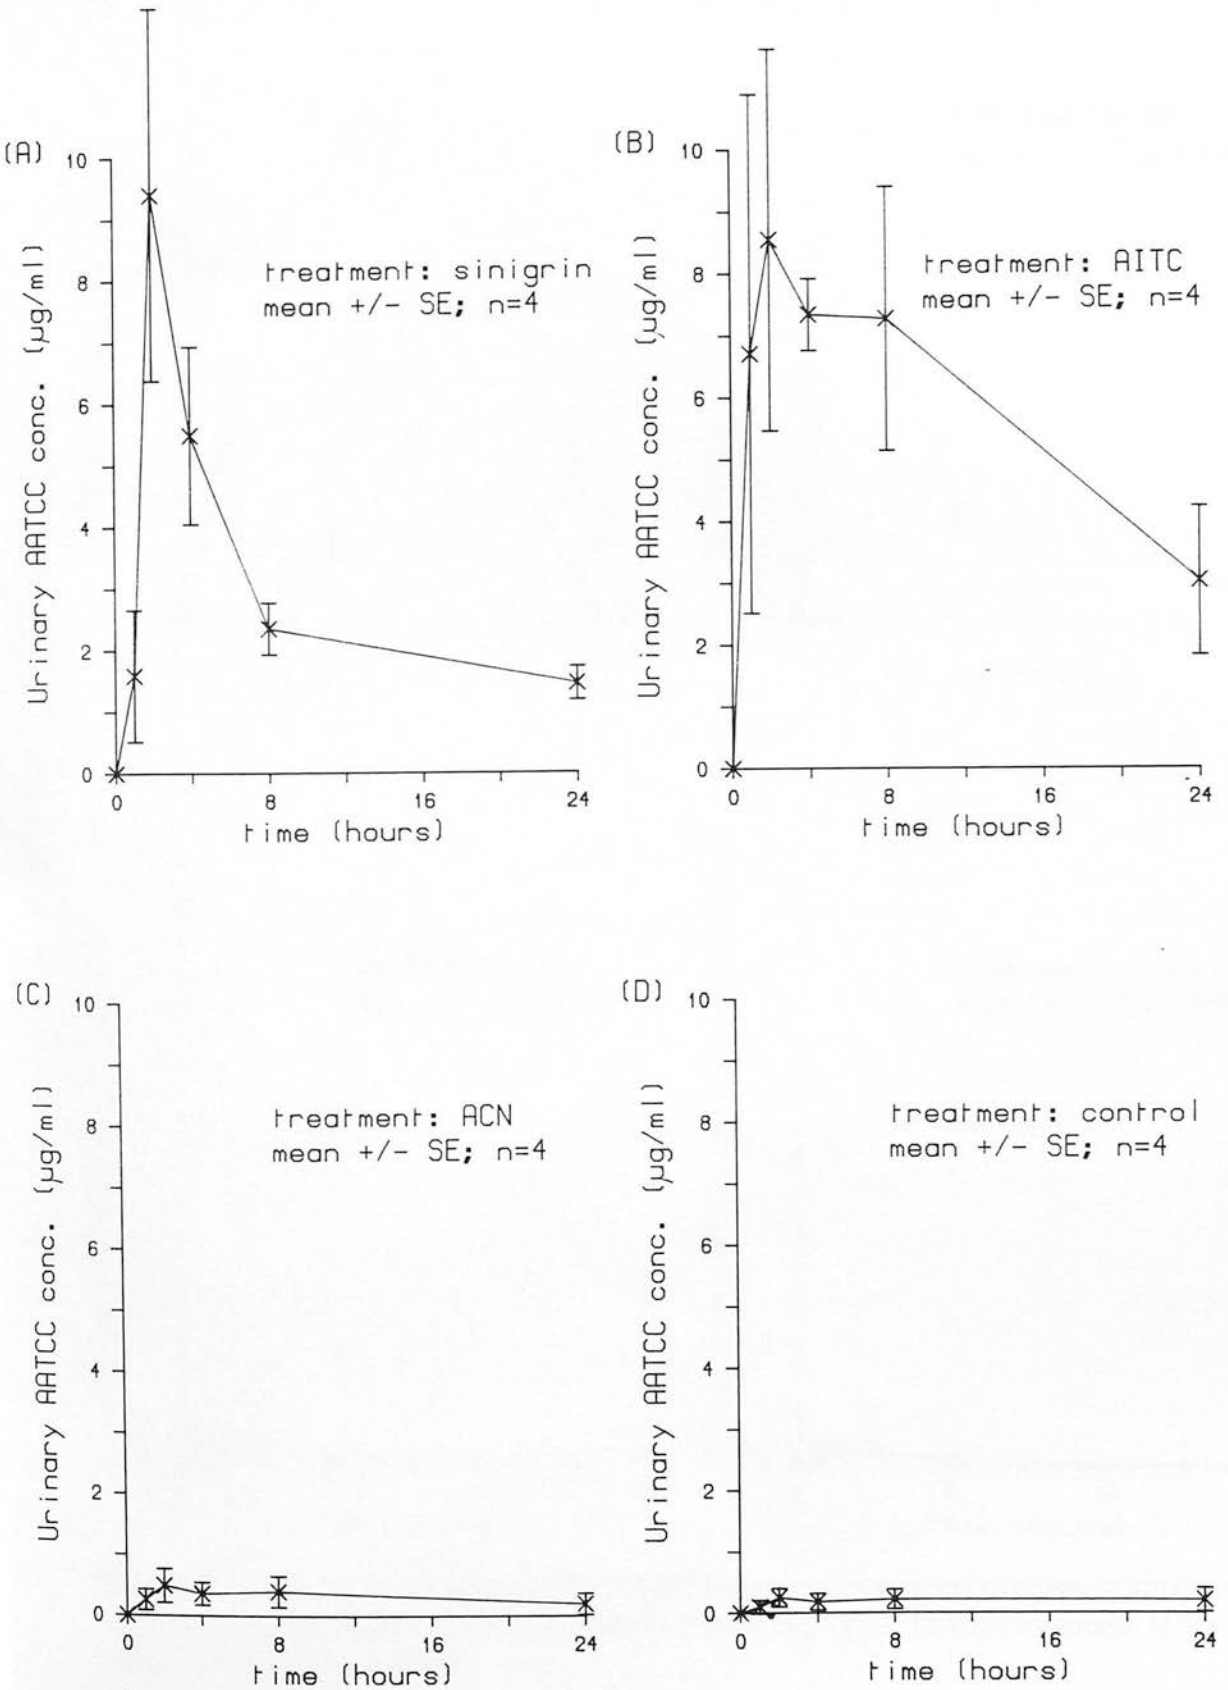 (A)
10
8
6
4
2
0
Urinary AATCC conc. (µg/ml)
treatment: sinigrin
mean +/- SE; n=4
0 8 16 24
time (hours)
(B)
10
8
6
4
2
0
Urinary AATCC conc. (µg/ml)
treatment: AITC
mean +/- SE; n=4
0 8 16 24
time (hours)
(C)
10
8
6
4
2
0
Urinary AATCC conc. (µg/ml)
treatment: ACN
mean +/- SE; n=4
0 8 16 24
time (hours)
(D)
10
8
6
4
2
0
Urinary AATCC conc. (µg/ml)
treatment: control
mean +/- SE; n=4
0 8 16 24
time (hours)